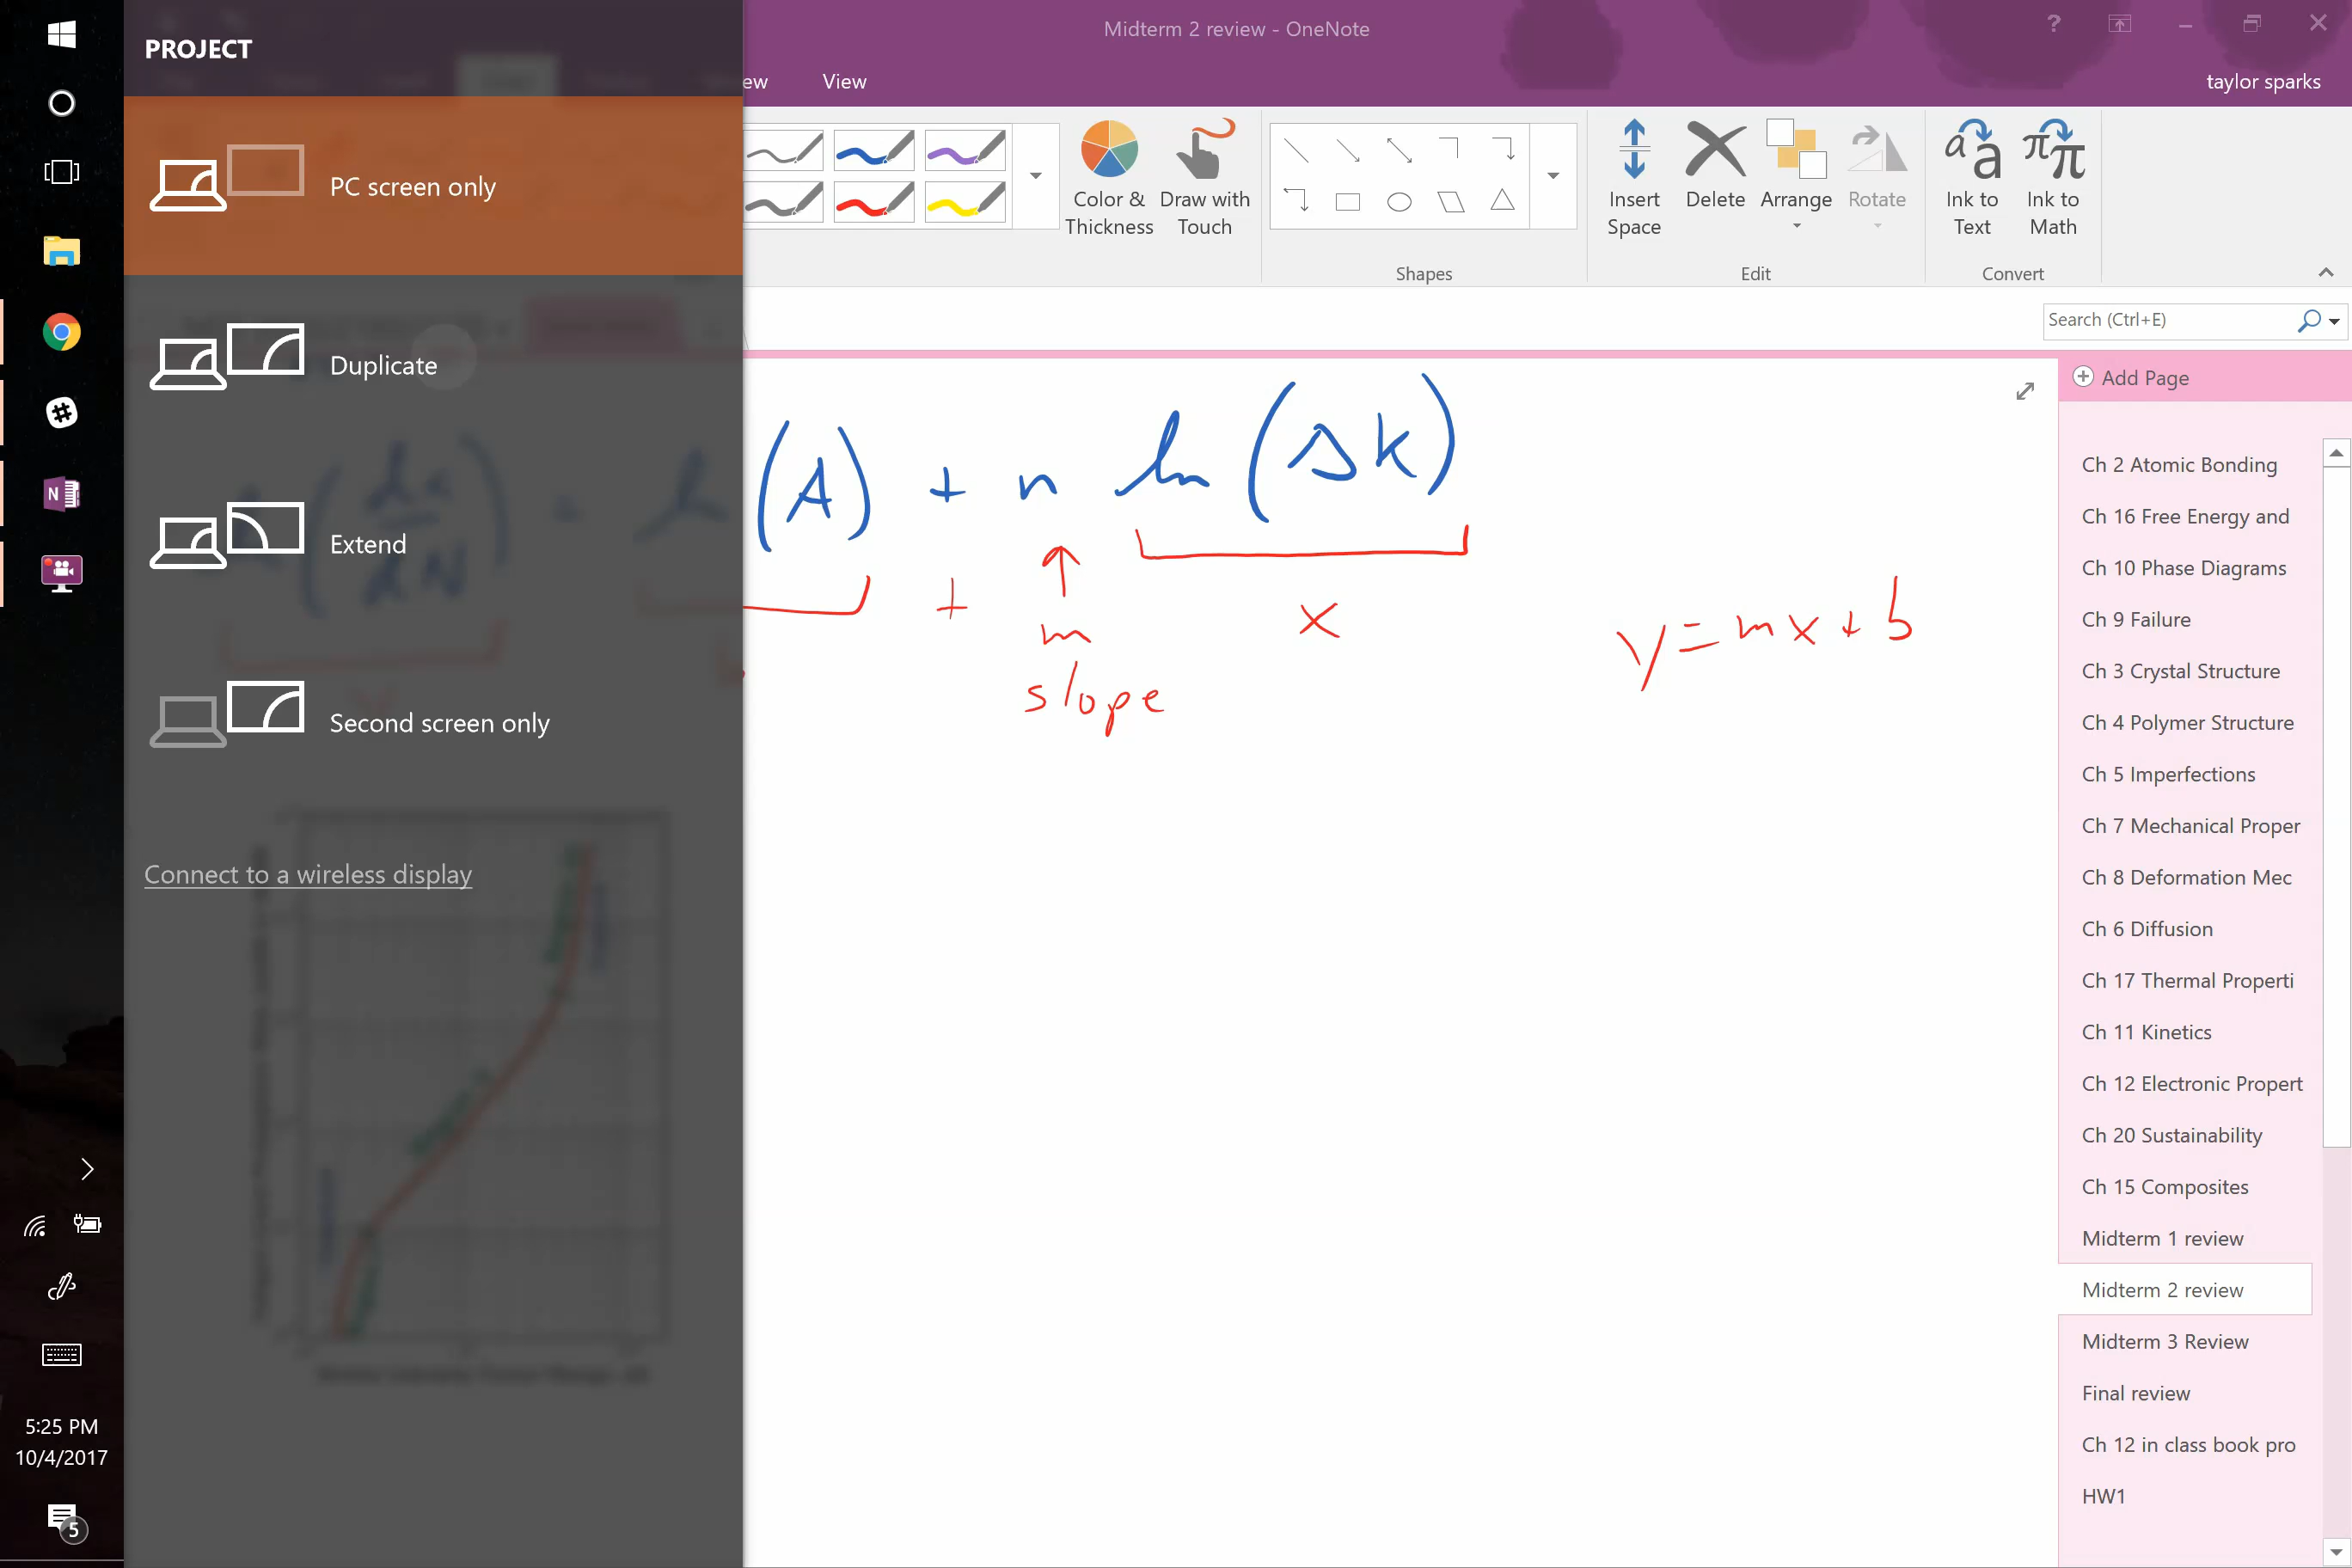 PROJECT
PC screen only
Duplicate
Extend
Second screen only
Connect to a wireless display
5:25 PM
10/4/2017
5
Midterm 2 review - OneNote
?
taylor sparks
ew View
Color & Thickness
Draw with Touch
Shapes
Insert Space
Delete
Arrange
Rotate
Edit
Ink to Text
Ink to Math
Convert
Search (Ctrl+E)
(A) + n ln (Δk)
+ m x
slope
y = mx + b
Add Page
Ch 2 Atomic Bonding
Ch 16 Free Energy and
Ch 10 Phase Diagrams
Ch 9 Failure
Ch 3 Crystal Structure
Ch 4 Polymer Structure
Ch 5 Imperfections
Ch 7 Mechanical Proper
Ch 8 Deformation Mec
Ch 6 Diffusion
Ch 17 Thermal Properti
Ch 11 Kinetics
Ch 12 Electronic Propert
Ch 20 Sustainability
Ch 15 Composites
Midterm 1 review
Midterm 2 review
Midterm 3 Review
Final review
Ch 12 in class book pro
HW1